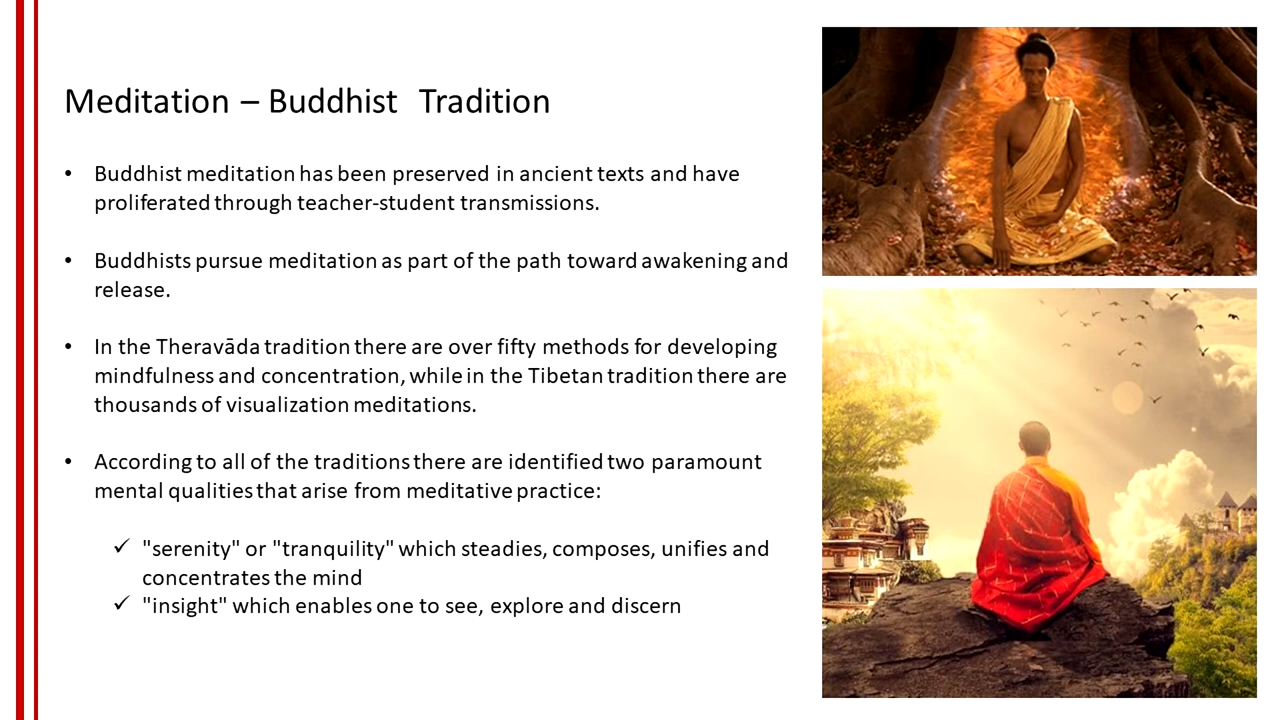 Meditation – Buddhist Tradition
• Buddhist meditation has been preserved in ancient texts and have
proliferated through teacher-student transmissions.
• Buddhists pursue meditation as part of the path toward awakening and
release.
• In the Theravāda tradition there are over fifty methods for developing
mindfulness and concentration, while in the Tibetan tradition there are
thousands of visualization meditations.
• According to all of the traditions there are identified two paramount
mental qualities that arise from meditative practice:
✓ "serenity" or "tranquility" which steadies, composes, unifies and
concentrates the mind
✓ "insight" which enables one to see, explore and discern